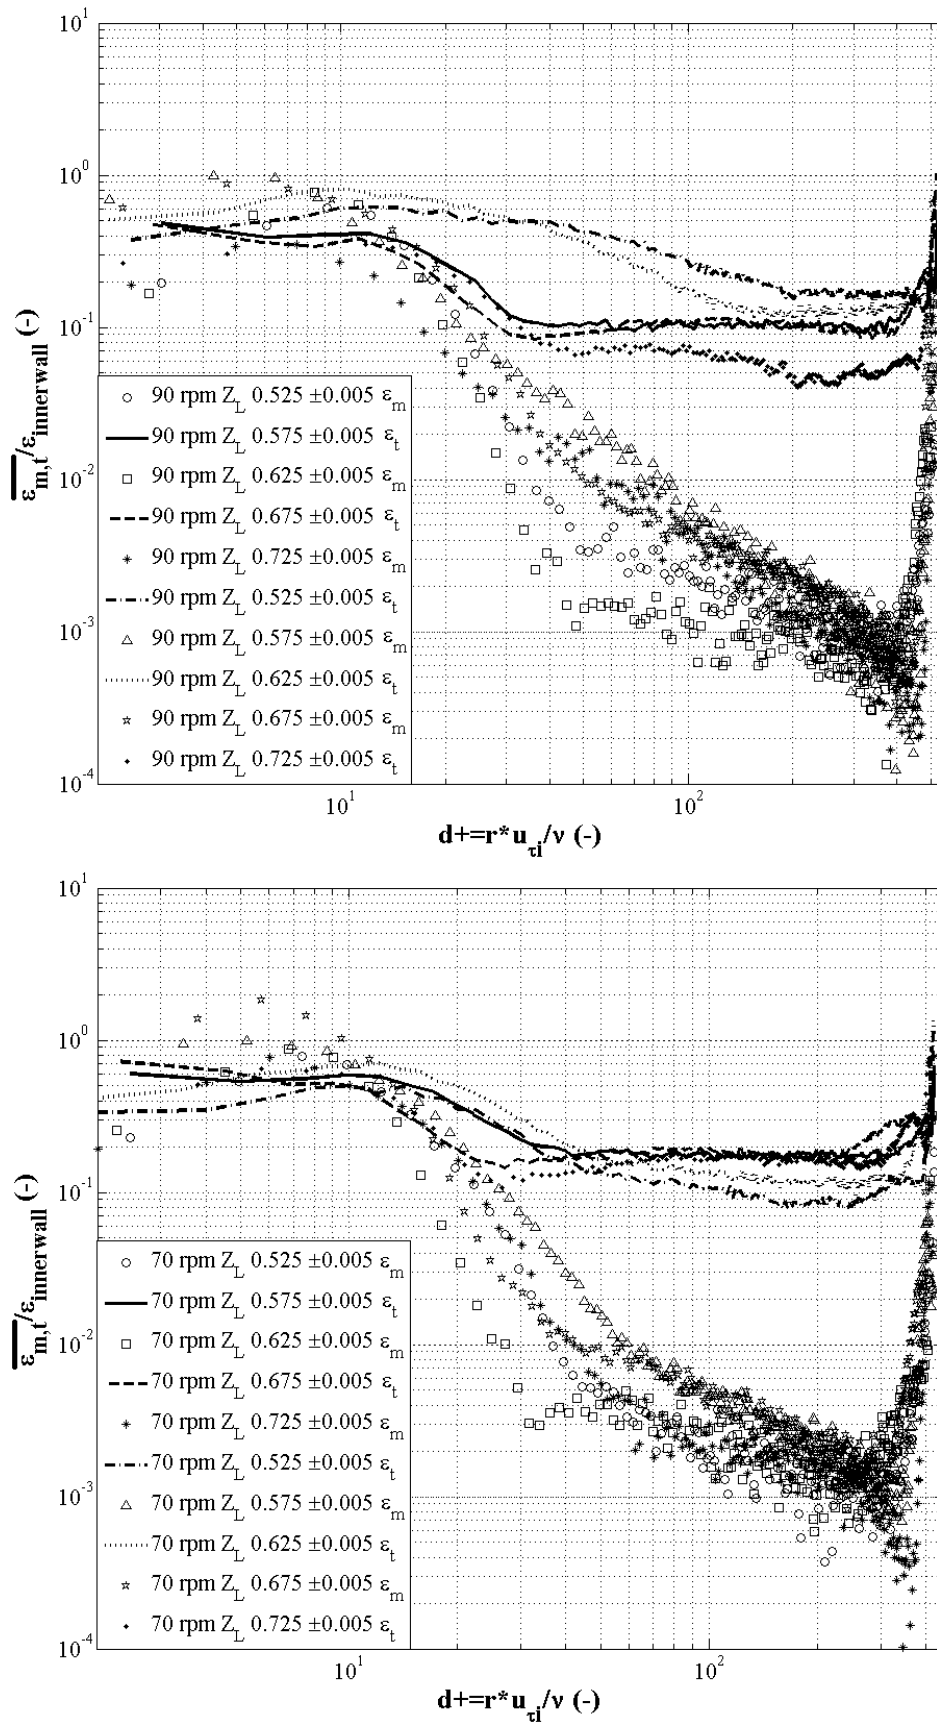 10^1
10^0
10^-1
10^-2
10^-3
10^-4
ε_m,t/ε_innerwall (-)
90 rpm Z_L 0.525 ±0.005 ε_m
90 rpm Z_L 0.575 ±0.005 ε_t
90 rpm Z_L 0.625 ±0.005 ε_m
90 rpm Z_L 0.675 ±0.005 ε_t
90 rpm Z_L 0.725 ±0.005 ε_m
90 rpm Z_L 0.525 ±0.005 ε_t
90 rpm Z_L 0.575 ±0.005 ε_m
90 rpm Z_L 0.625 ±0.005 ε_t
90 rpm Z_L 0.675 ±0.005 ε_m
90 rpm Z_L 0.725 ±0.005 ε_t
10^1 10^2
d+=r*u_τi/ν (-)
10^1
10^0
10^-1
10^-2
10^-3
10^-4
ε_m,t/ε_innerwall (-)
70 rpm Z_L 0.525 ±0.005 ε_m
70 rpm Z_L 0.575 ±0.005 ε_t
70 rpm Z_L 0.625 ±0.005 ε_m
70 rpm Z_L 0.675 ±0.005 ε_t
70 rpm Z_L 0.725 ±0.005 ε_m
70 rpm Z_L 0.525 ±0.005 ε_t
70 rpm Z_L 0.575 ±0.005 ε_m
70 rpm Z_L 0.625 ±0.005 ε_t
70 rpm Z_L 0.675 ±0.005 ε_m
70 rpm Z_L 0.725 ±0.005 ε_t
10^1 10^2
d+=r*u_τi/ν (-)